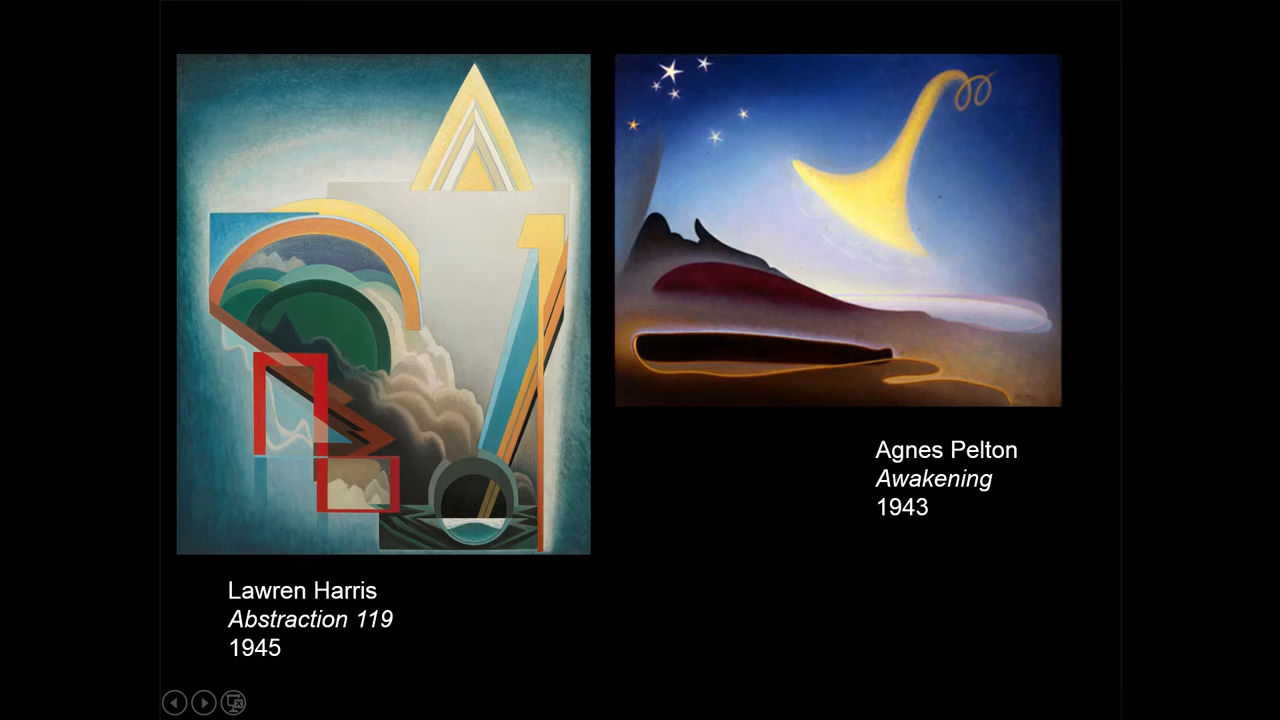 Agnes Pelton
Awakening
1943
Lawren Harris
Abstraction 119
1945